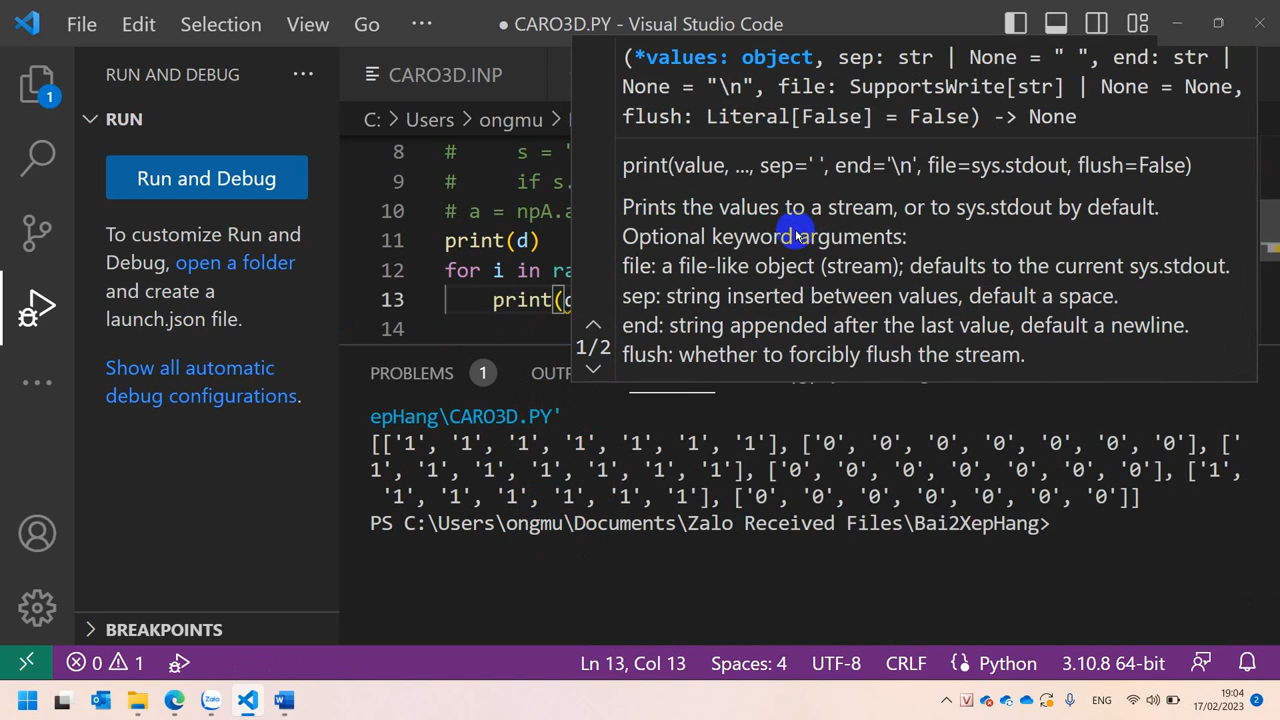 File Edit Selection View Go ··· ● CARO3D.PY - Visual Studio Code
RUN AND DEBUG ···
RUN
Run and Debug
To customize Run and
Debug, open a folder
and create a
launch.json file.
Show all automatic
debug configurations.
BREAKPOINTS
1
CARO3D.INP
C: > Users > ongmu >
8 # s = '
9 # if s.
10 # a = npA.a
11 print(d)
12 for i in ra
13 print(
14
(*values: object, sep: str | None = " ", end: str |
None = "\n", file: SupportsWrite[str] | None = None,
flush: Literal[False] = False) -> None
print(value, ..., sep=' ', end='\n', file=sys.stdout, flush=False)
Prints the values to a stream, or to sys.stdout by default.
Optional keyword arguments:
file: a file-like object (stream); defaults to the current sys.stdout.
sep: string inserted between values, default a space.
end: string appended after the last value, default a newline.
flush: whether to forcibly flush the stream.
1/2
PROBLEMS 1 OUT
epHang\CARO3D.PY'
[['1', '1', '1', '1', '1', '1', '1'], ['0', '0', '0', '0', '0', '0', '0'], ['
1', '1', '1', '1', '1', '1', '1'], ['0', '0', '0', '0', '0', '0', '0'], ['1',
'1', '1', '1', '1', '1', '1'], ['0', '0', '0', '0', '0', '0', '0']]
PS C:\Users\ongmu\Documents\Zalo Received Files\Bai2XepHang>
0 1 Ln 13, Col 13 Spaces: 4 UTF-8 CRLF Python 3.10.8 64-bit
Zalo ENG 19:04
17/02/2023 2